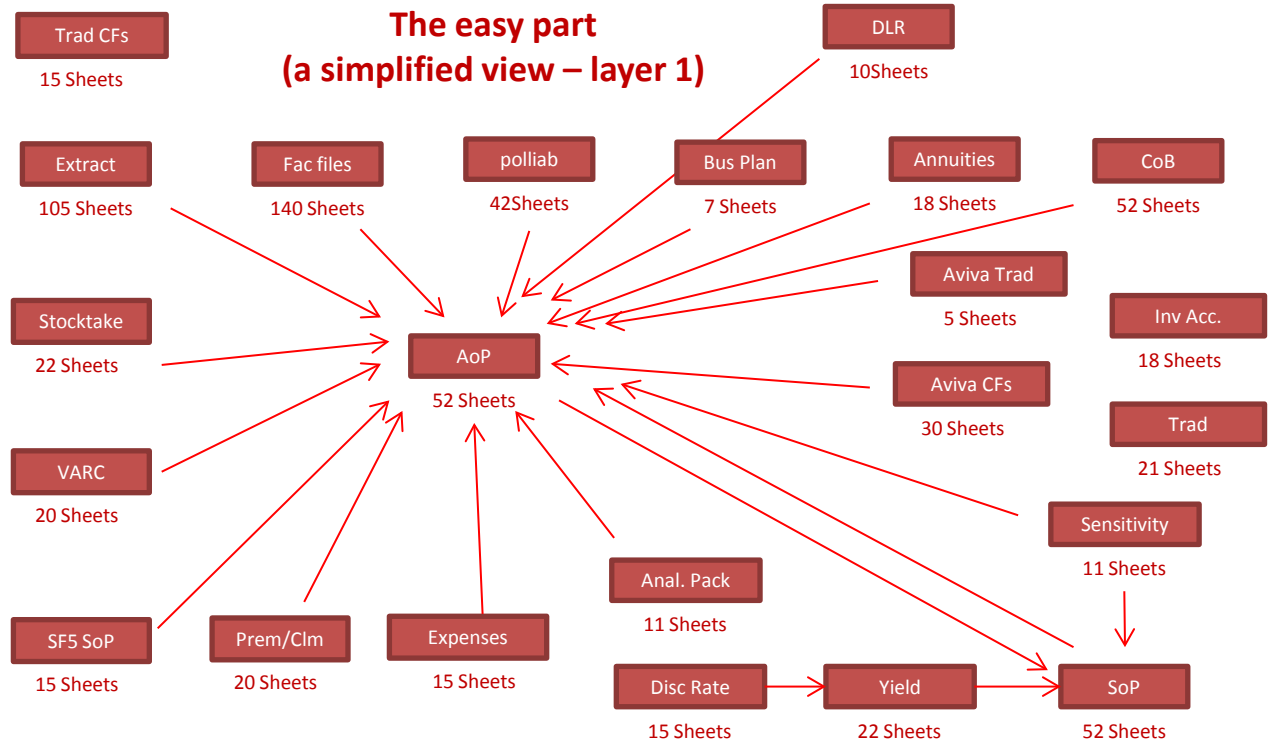 The easy part
(a simplified view – layer 1)
Trad CFs
15 Sheets
DLR
10Sheets
Extract
105 Sheets
Fac files
140 Sheets
polliab
42Sheets
Bus Plan
7 Sheets
Annuities
18 Sheets
CoB
52 Sheets
Aviva Trad
5 Sheets
Stocktake
22 Sheets
Inv Acc.
18 Sheets
AoP
52 Sheets
Aviva CFs
30 Sheets
Trad
21 Sheets
VARC
20 Sheets
Sensitivity
11 Sheets
Anal. Pack
11 Sheets
SF5 SoP
15 Sheets
Prem/Clm
20 Sheets
Expenses
15 Sheets
Disc Rate
15 Sheets
Yield
22 Sheets
SoP
52 Sheets